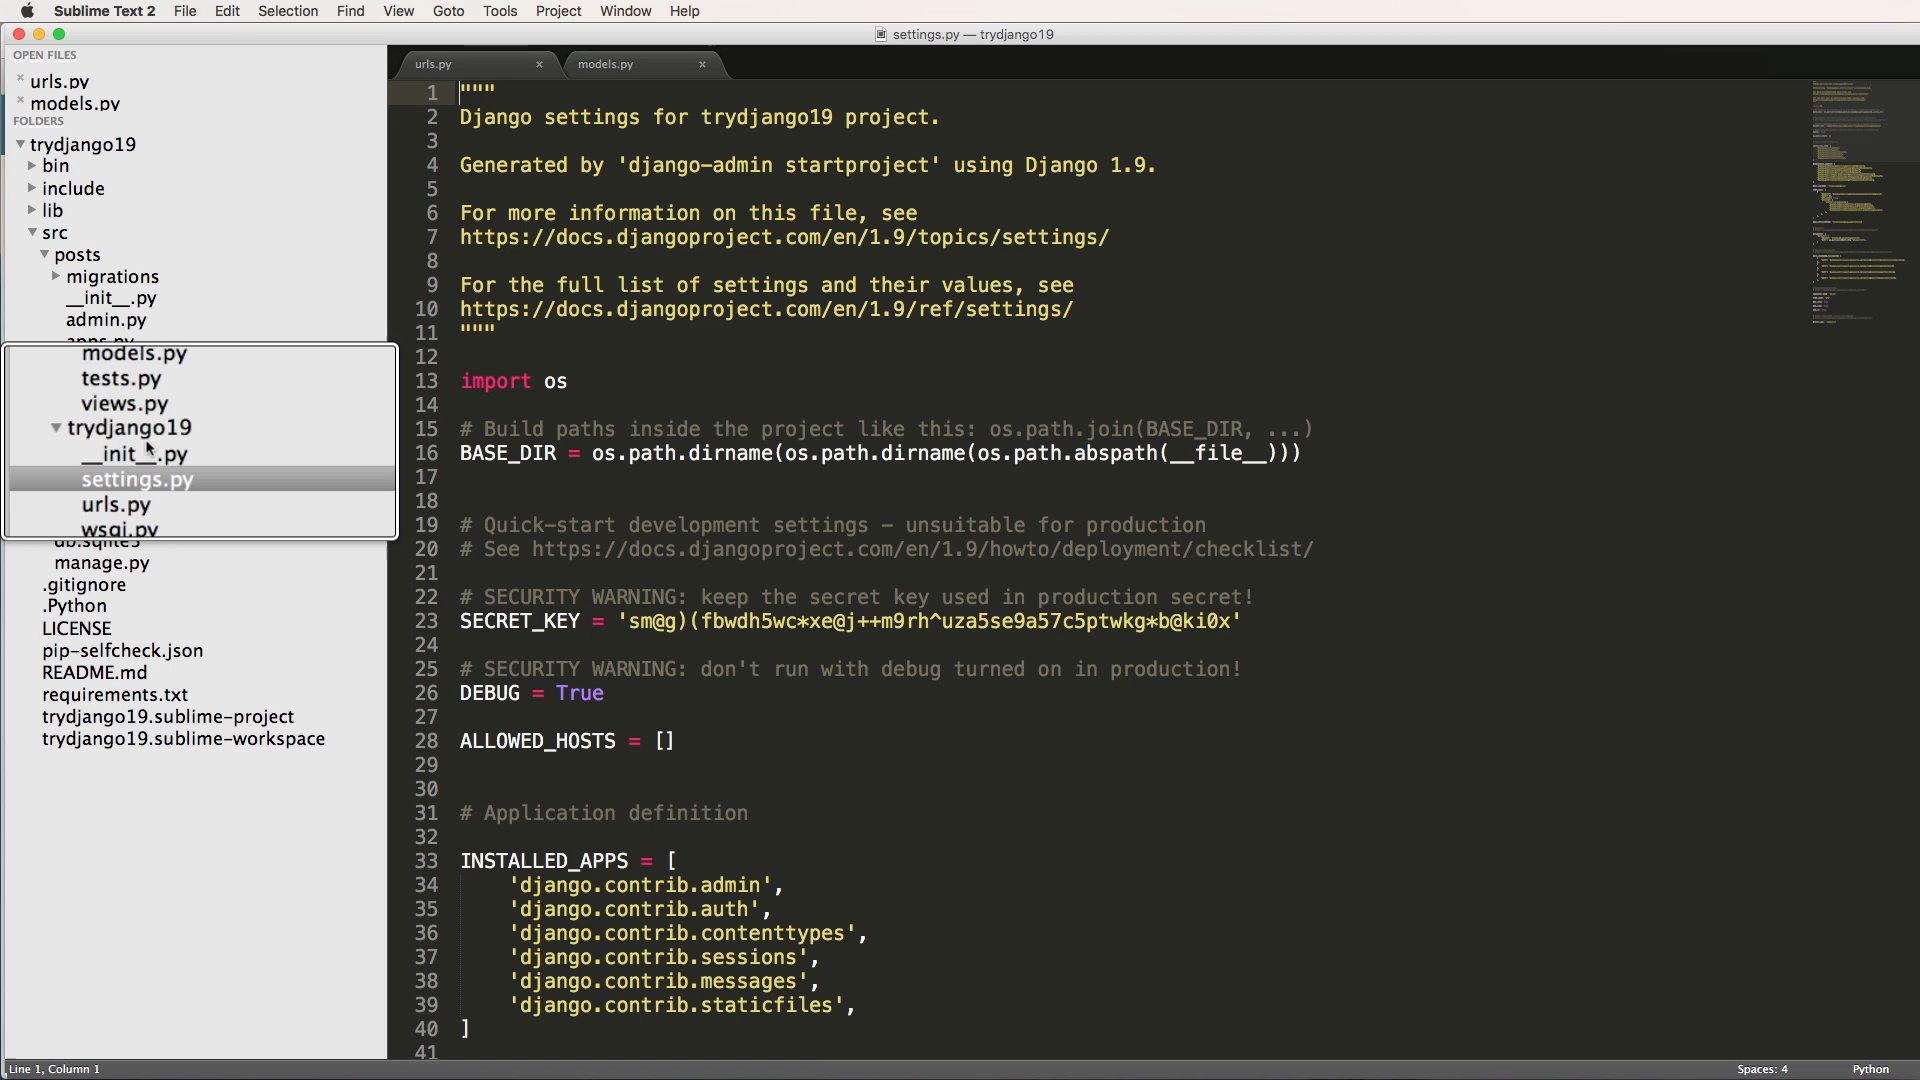 Sublime Text 2 File Edit Selection Find View Goto Tools Project Window Help
settings.py — trydjango19
OPEN FILES
urls.py
models.py
FOLDERS
trydjango19
bin
include
lib
src
posts
migrations
__init__.py
admin.py
apps.py
models.py
tests.py
views.py
trydjango19
__init__.py
settings.py
urls.py
wsgi.py
db.sqlite3
manage.py
.gitignore
.Python
LICENSE
pip-selfcheck.json
README.md
requirements.txt
trydjango19.sublime-project
trydjango19.sublime-workspace
urls.py models.py
1 """
2 Django settings for trydjango19 project.
3
4 Generated by 'django-admin startproject' using Django 1.9.
5
6 For more information on this file, see
7 https://docs.djangoproject.com/en/1.9/topics/settings/
8
9 For the full list of settings and their values, see
10 https://docs.djangoproject.com/en/1.9/ref/settings/
11 """
12
13 import os
14
15 # Build paths inside the project like this: os.path.join(BASE_DIR, ...)
16 BASE_DIR = os.path.dirname(os.path.dirname(os.path.abspath(__file__)))
17
18
19 # Quick-start development settings - unsuitable for production
20 # See https://docs.djangoproject.com/en/1.9/howto/deployment/checklist/
21
22 # SECURITY WARNING: keep the secret key used in production secret!
23 SECRET_KEY = 'sm@g)(fbwdh5wc*xe@j++m9rh^uza5se9a57c5ptwkg*b@ki0x'
24
25 # SECURITY WARNING: don't run with debug turned on in production!
26 DEBUG = True
27
28 ALLOWED_HOSTS = []
29
30
31 # Application definition
32
33 INSTALLED_APPS = [
34 'django.contrib.admin',
35 'django.contrib.auth',
36 'django.contrib.contenttypes',
37 'django.contrib.sessions',
38 'django.contrib.messages',
39 'django.contrib.staticfiles',
40 ]
41
Line 1, Column 1 Spaces: 4 Python